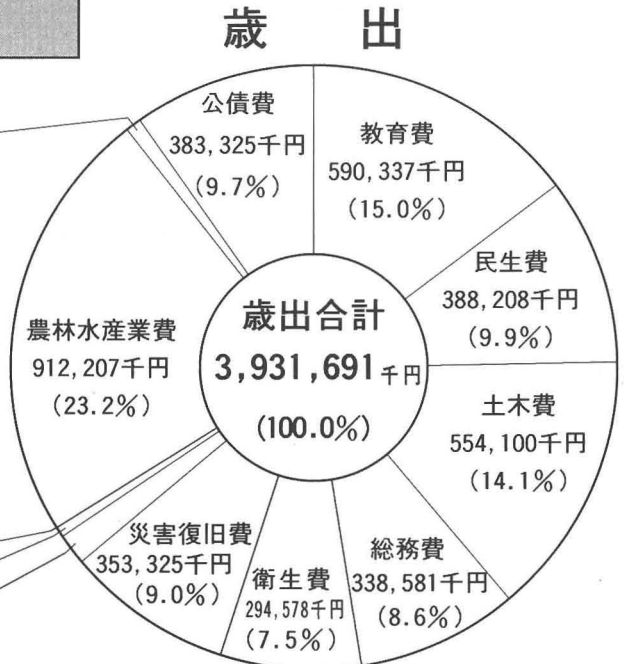 歳　出
公債費
383,325千円
(9.7%)
教育費
590,337千円
(15.0%)
民生費
388,208千円
(9.9%)
農林水産業費
912,207千円
(23.2%)
歳出合計
3,931,691千円
(100.0%)
土木費
554,100千円
(14.1%)
災害復旧費
353,325千円
(9.0%)
衛生費
294,578千円
(7.5%)
総務費
338,581千円
(8.6%)